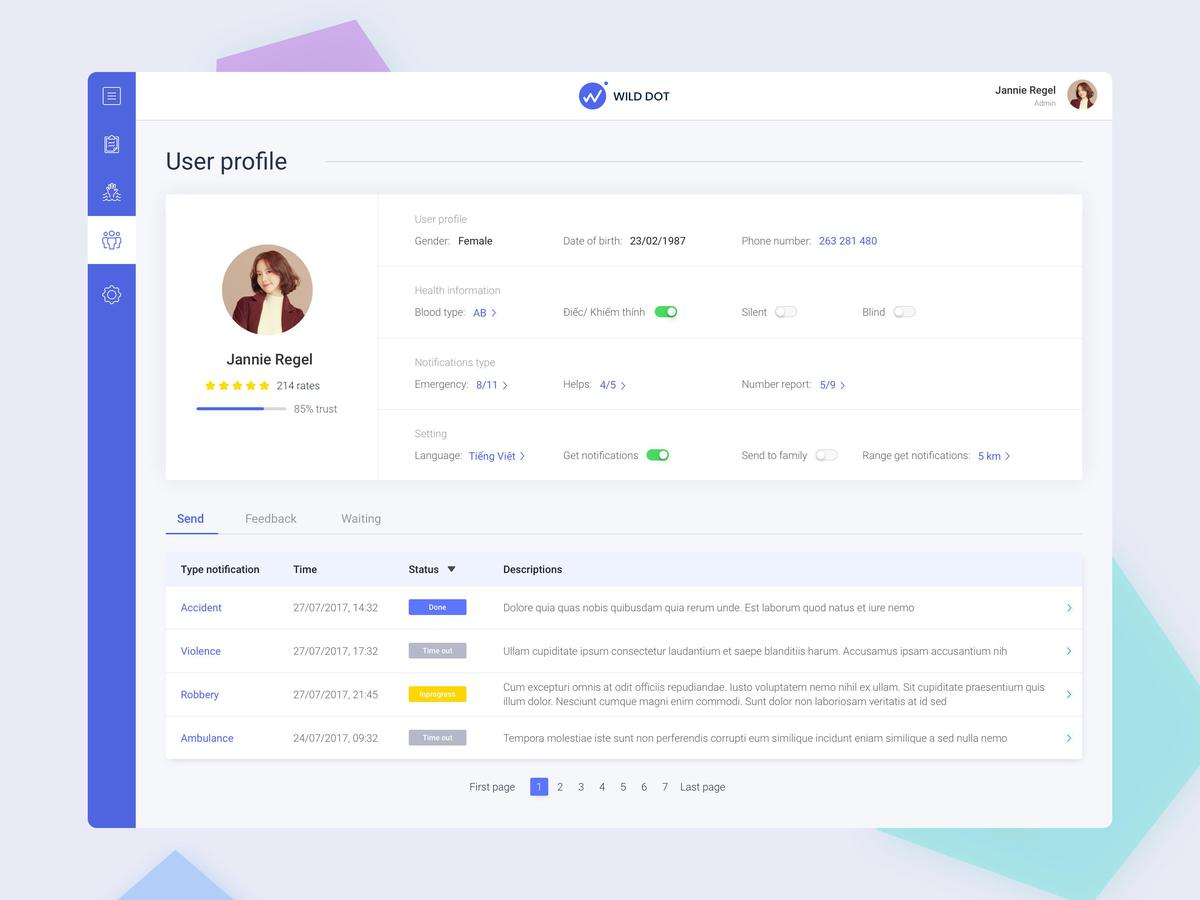 WILD DOT
Jannie Regel
Admin
User profile
Jannie Regel
214 rates
85% trust
User profile
Gender: Female Date of birth: 23/02/1987 Phone number: 263 281 480
Health information
Blood type: AB Điếc/ Khiếm thính Silent Blind
Notifications type
Emergency: 8/11 Helps: 4/5 Number report: 5/9
Setting
Language: Tiếng Việt Get notifications Send to family Range get notifications: 5 km
Send Feedback Waiting
Type notification Time Status Descriptions
Accident 27/07/2017, 14:32 Done Dolore quia quas nobis quibusdam quia rerum unde. Est laborum quod natus et iure nemo
Violence 27/07/2017, 17:32 Time out Ullam cupiditate ipsum consectetur laudantium et saepe blanditiis harum. Accusamus ipsam accusantium nih
Robbery 27/07/2017, 21:45 Inprogress Cum excepturi omnis at odit officiis repudiandae. Iusto voluptatem nemo nihil ex ullam. Sit cupiditate praesentium quis
illum dolor. Nesciunt cumque magni enim commodi. Sunt dolor non laboriosam veritatis at id sed
Ambulance 24/07/2017, 09:32 Time out Tempora molestiae iste sunt non perferendis corrupti eum similique incidunt eniam similique a sed nulla nemo
First page 1 2 3 4 5 6 7 Last page